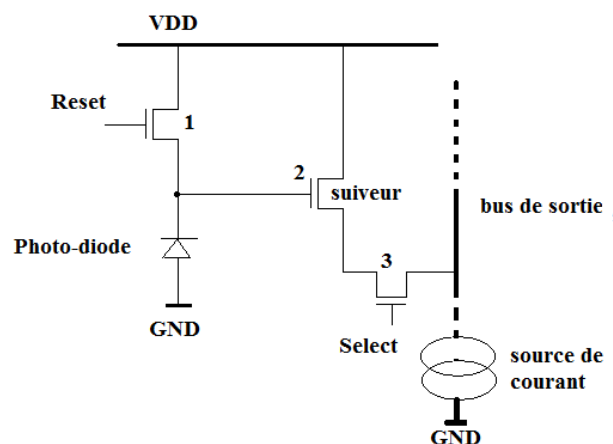 VDD
Reset
1
2
suiveur
bus de sortie
Photo-diode
3
GND
Select
source de
courant
GND